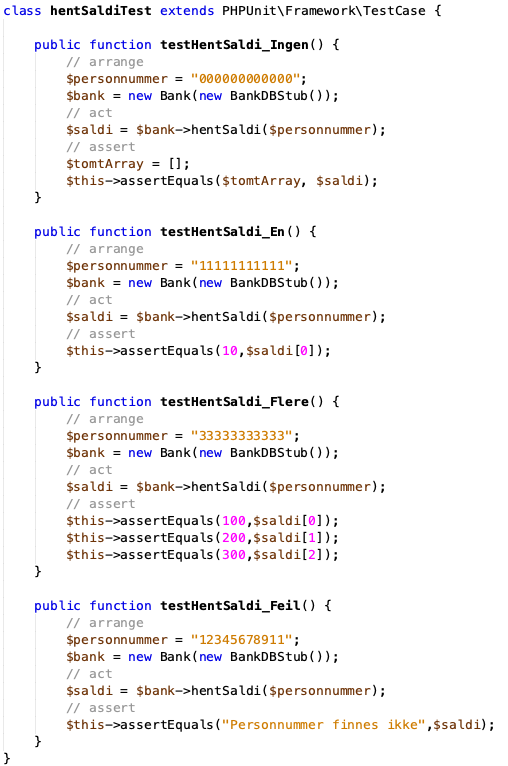 class hentSaldiTest extends PHPUnit\Framework\TestCase {
public function testHentSaldi_Ingen() {
// arrange
$personnummer = "000000000000";
$bank = new Bank(new BankDBStub());
// act
$saldi = $bank->hentSaldi($personnummer);
// assert
$tomtArray = [];
$this->assertEquals($tomtArray, $saldi);
}
public function testHentSaldi_En() {
// arrange
$personnummer = "11111111111";
$bank = new Bank(new BankDBStub());
// act
$saldi = $bank->hentSaldi($personnummer);
// assert
$this->assertEquals(10,$saldi[0]);
}
public function testHentSaldi_Flere() {
// arrange
$personnummer = "33333333333";
$bank = new Bank(new BankDBStub());
// act
$saldi = $bank->hentSaldi($personnummer);
// assert
$this->assertEquals(100,$saldi[0]);
$this->assertEquals(200,$saldi[1]);
$this->assertEquals(300,$saldi[2]);
}
public function testHentSaldi_Feil() {
// arrange
$personnummer = "12345678911";
$bank = new Bank(new BankDBStub());
// act
$saldi = $bank->hentSaldi($personnummer);
// assert
$this->assertEquals("Personnummer finnes ikke",$saldi);
}
}